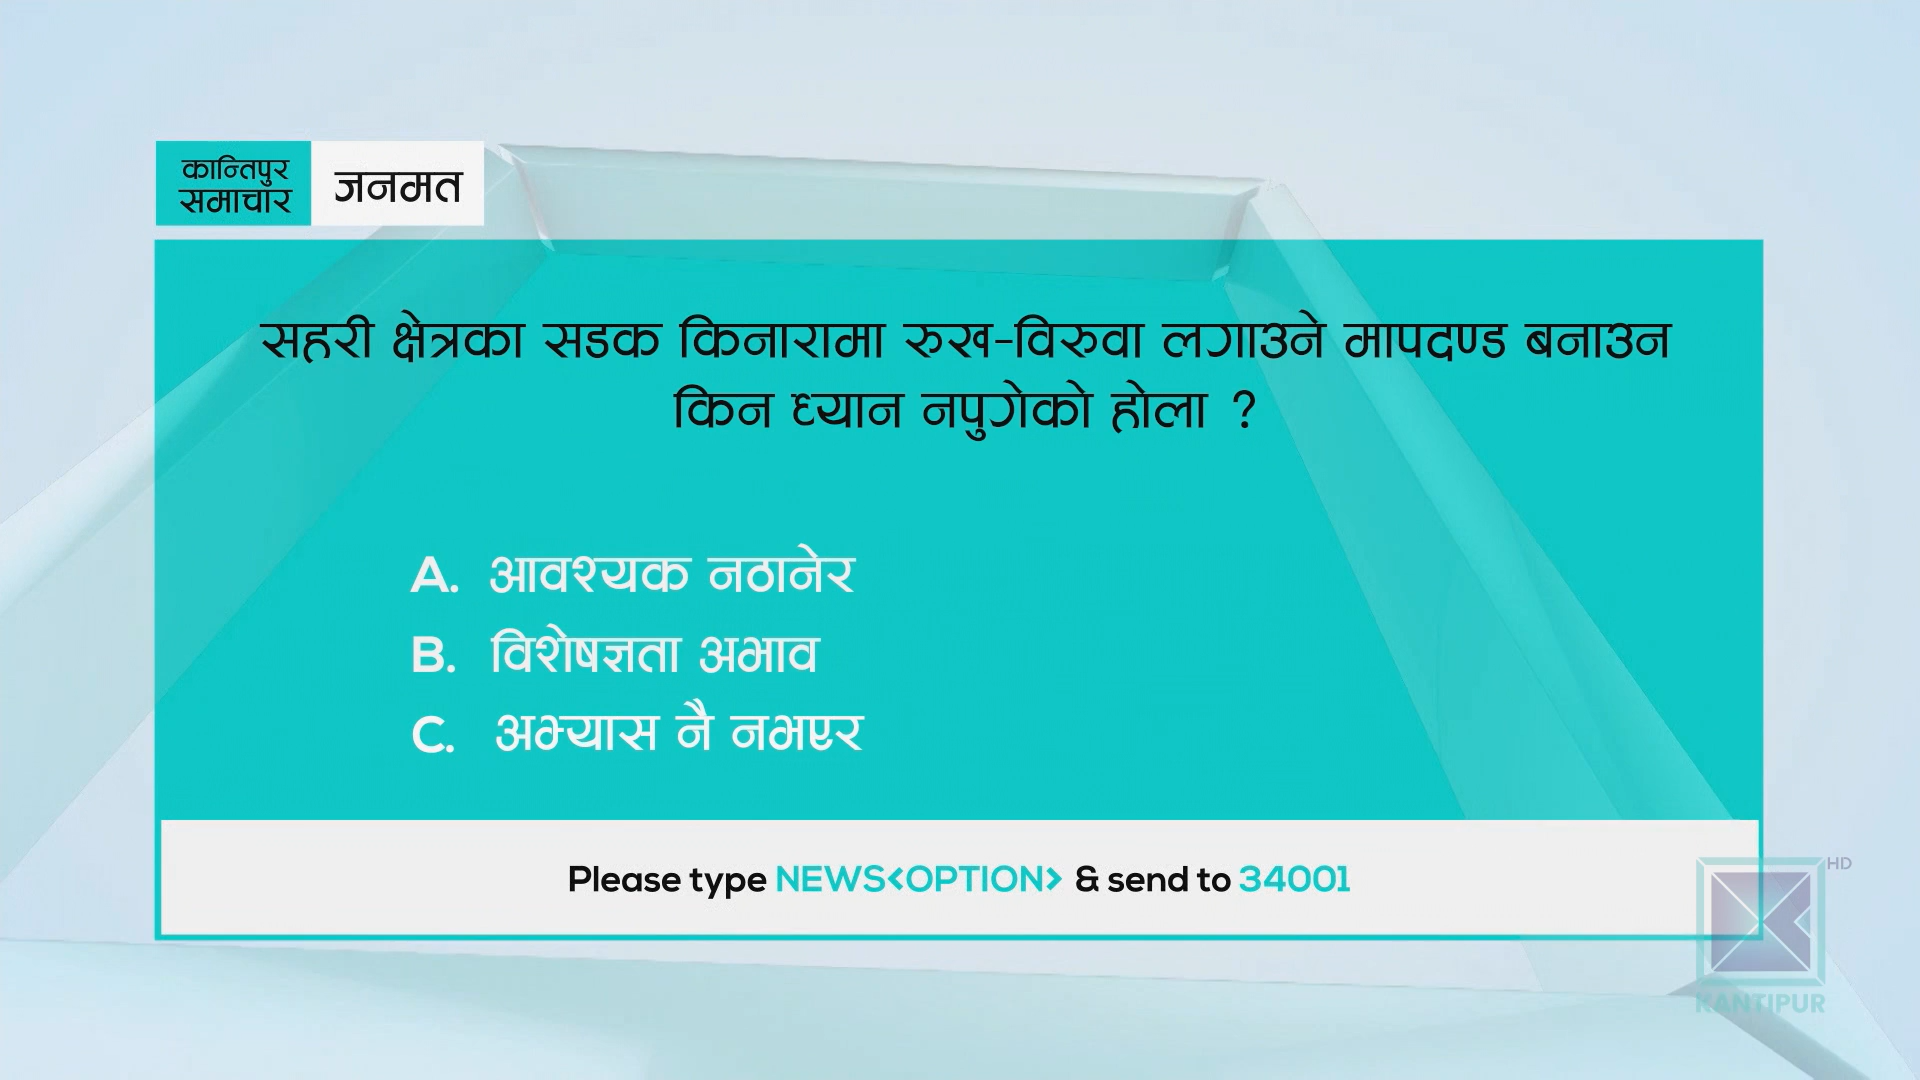 कान्तिपुर
समाचार
जनमत
सहरी क्षेत्रका सडक किनारामा रुख-विरुवा लगाउने मापदण्ड बनाउन
किन ध्यान नपुगेको होला ?
A. आवश्यक नठानेर
B. विशेषज्ञता अभाव
C. अभ्यास नै नभएर
Please type NEWS<OPTION> & send to 34001
HD
KANTIPUR